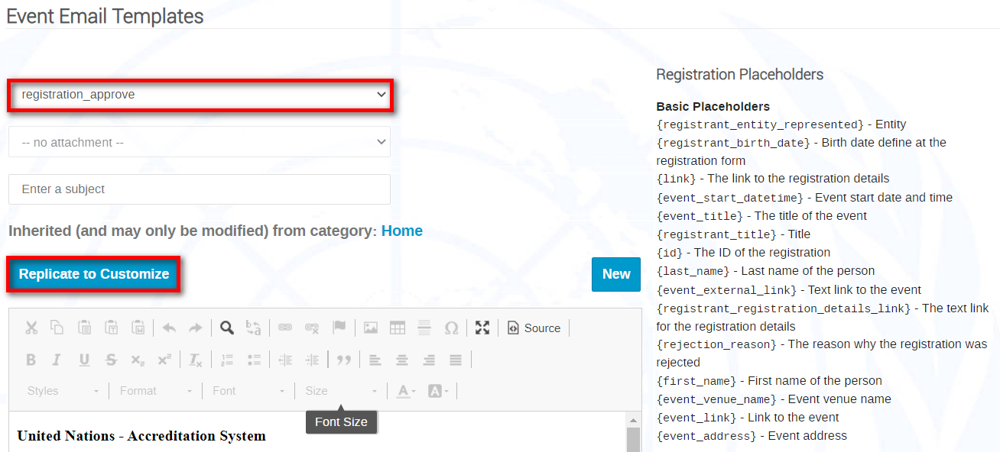 Event Email Templates
registration_approve
-- no attachment --
Enter a subject
Inherited (and may only be modified) from category: Home
Replicate to Customize
New
Source
B I U S x₂ x² Tx
Styles Format Font Size A A
Font Size
United Nations - Accreditation System
Registration Placeholders
Basic Placeholders
{registrant_entity_represented} - Entity
{registrant_birth_date} - Birth date define at the
registration form
{link} - The link to the registration details
{event_start_datetime} - Event start date and time
{event_title} - The title of the event
{registrant_title} - Title
{id} - The ID of the registration
{last_name} - Last name of the person
{event_external_link} - Text link to the event
{registrant_registration_details_link} - The text link
for the registration details
{rejection_reason} - The reason why the registration was
rejected
{first_name} - First name of the person
{event_venue_name} - Event venue name
{event_link} - Link to the event
{event_address} - Event address